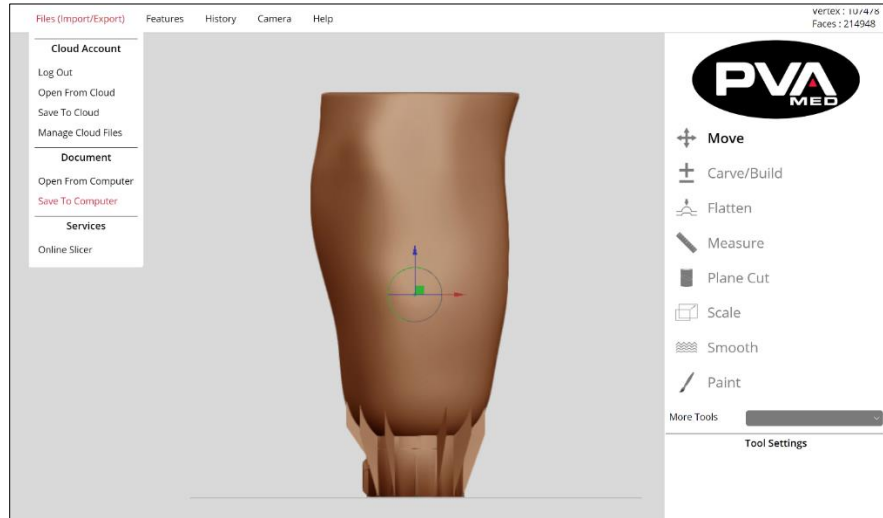 Files (Import/Export) Features History Camera Help
Vertex : 107478
Faces : 214948
Cloud Account
Log Out
Open From Cloud
Save To Cloud
Manage Cloud Files
Document
Open From Computer
Save To Computer
Services
Online Slicer
PVA
MED
Move
Carve/Build
Flatten
Measure
Plane Cut
Scale
Smooth
Paint
More Tools
Tool Settings